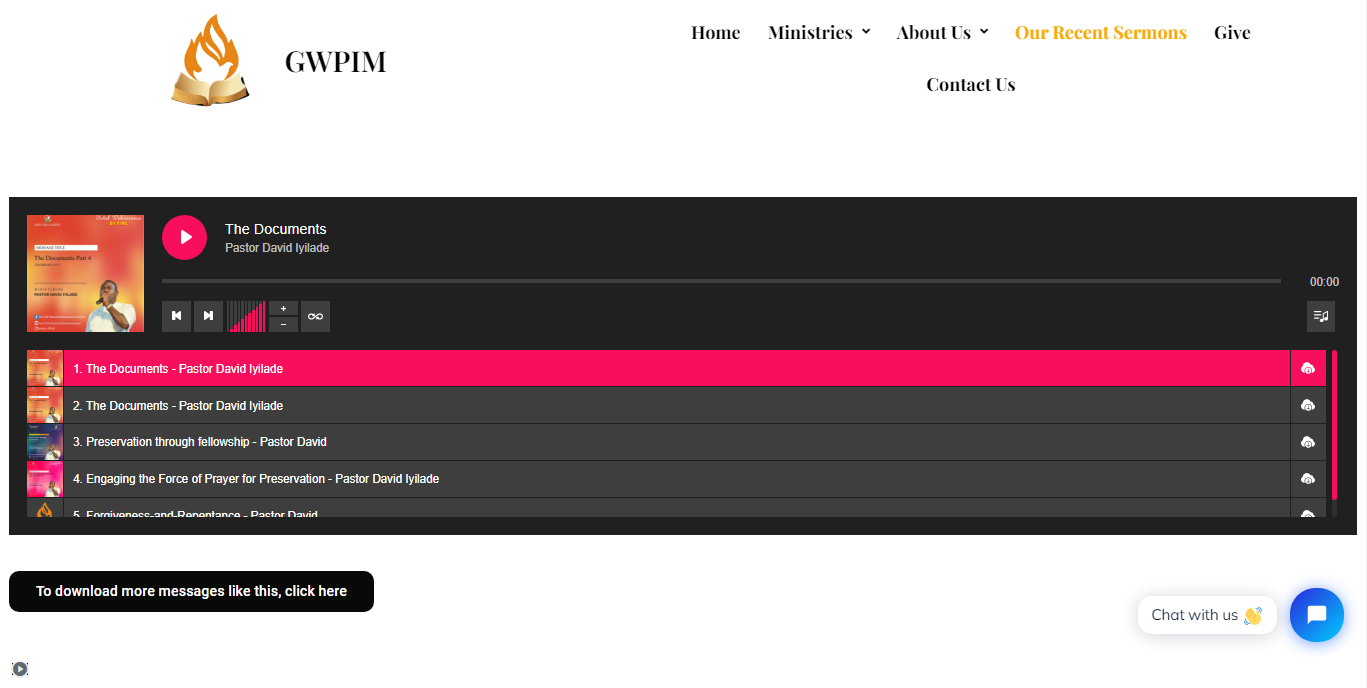 GWPIM
Home Ministries About Us Our Recent Sermons Give
Contact Us
BY FIRE
MESSAGE TITLE
The Documents Part 4
PASTOR DAVID IYILADE
The Documents
Pastor David Iyilade
00:00
1. The Documents - Pastor David Iyilade
2. The Documents - Pastor David Iyilade
3. Preservation through fellowship - Pastor David
4. Engaging the Force of Prayer for Preservation - Pastor David Iyilade
5. Forgiveness-and-Repentance - Pastor David
To download more messages like this, click here
Chat with us 👋